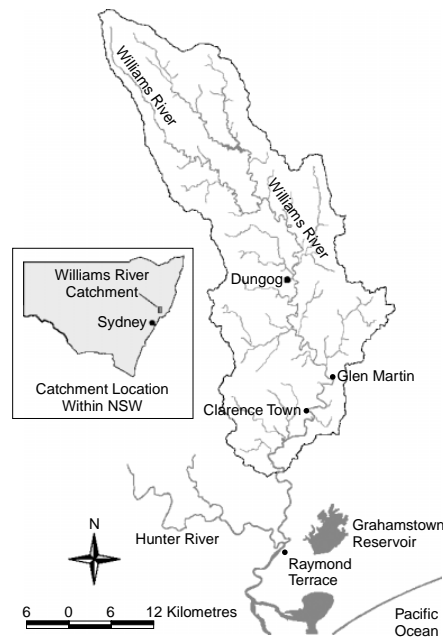 Williams River
Williams River
Dungog
Williams River
Catchment
Sydney
Catchment Location
Within NSW
Glen Martin
Clarence Town
Hunter River
Grahamstown
Reservoir
Raymond
Terrace
N
6 0 6 12 Kilometres
Pacific
Ocean